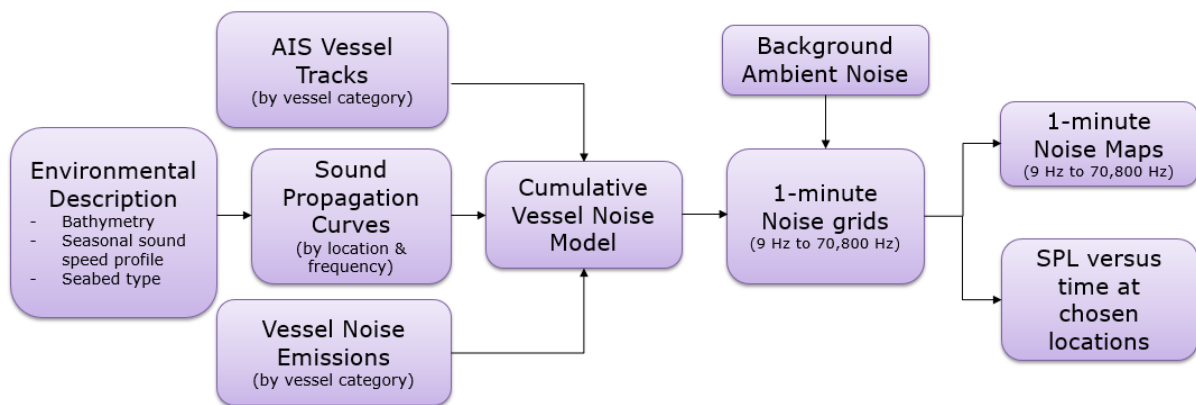 AIS Vessel
Tracks
(by vessel category)
Background
Ambient Noise
Environmental
Description
- Bathymetry
- Seasonal sound
speed profile
- Seabed type
Sound
Propagation
Curves
(by location &
frequency)
Cumulative
Vessel Noise
Model
1-minute
Noise grids
(9 Hz to 70,800 Hz)
1-minute
Noise Maps
(9 Hz to 70,800 Hz)
SPL versus
time at
chosen
locations
Vessel Noise
Emissions
(by vessel category)